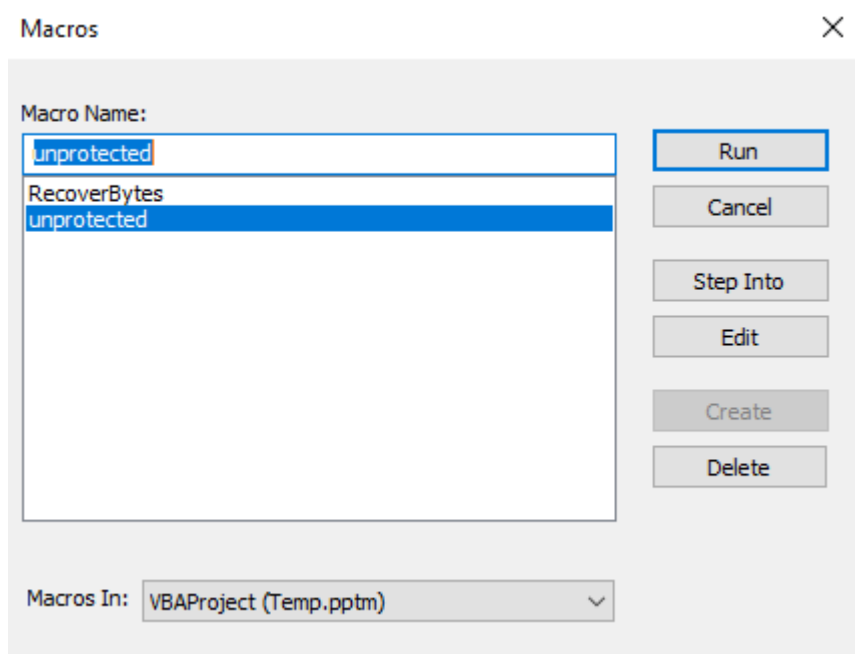 Macros
Macro Name:
unprotected
RecoverBytes
unprotected
Run
Cancel
Step Into
Edit
Create
Delete
Macros In:
VBAProject (Temp.pptm)